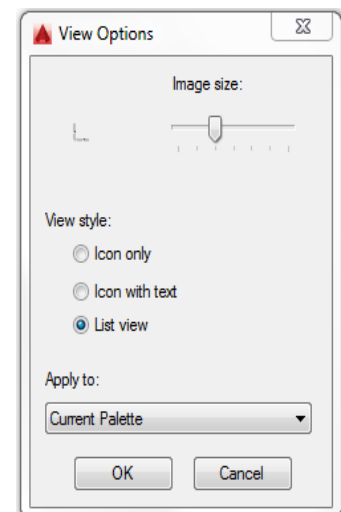 View Options
Image size:
View style:
Icon only
Icon with text
List view
Apply to:
Current Palette
OK Cancel